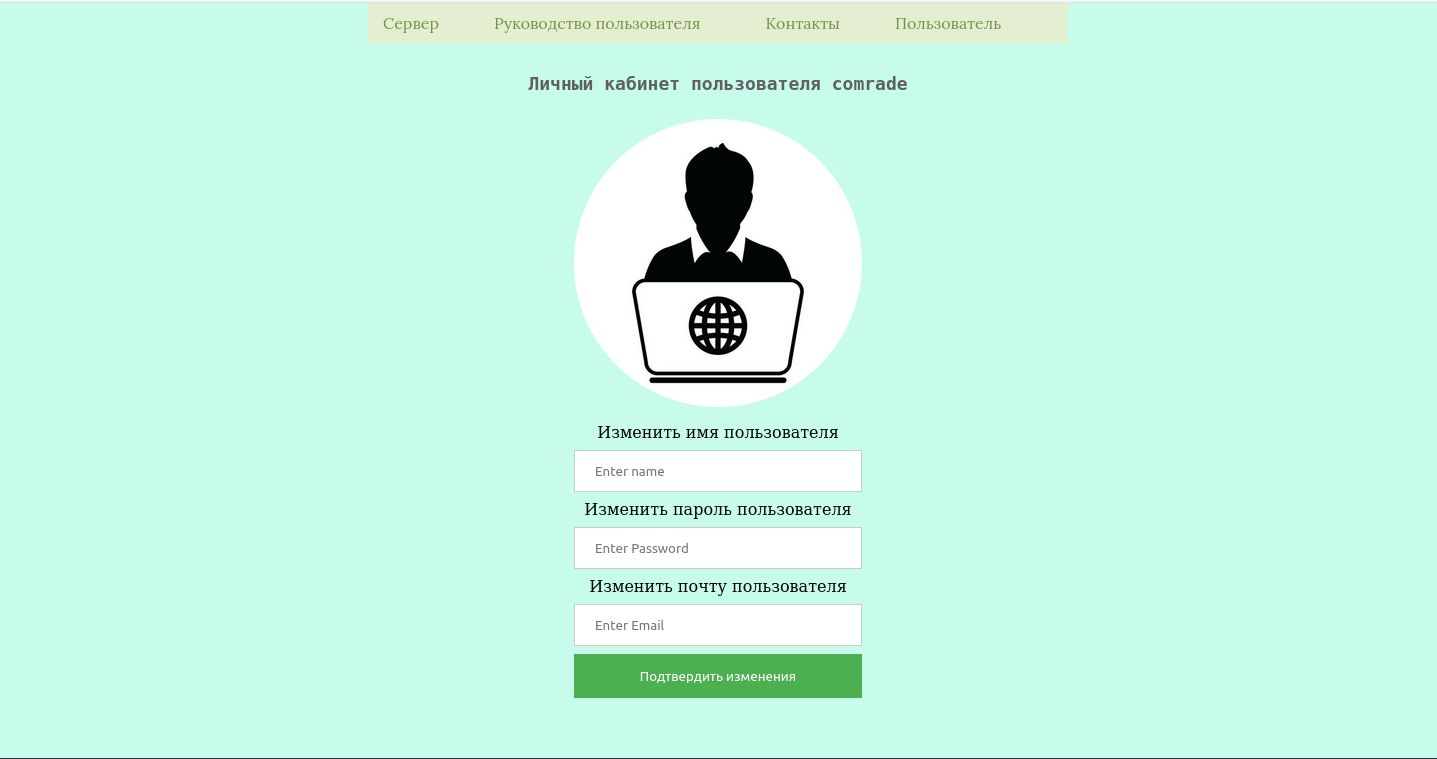 Сервер Руководство пользователя Контакты Пользователь
Личный кабинет пользователя comrade
Изменить имя пользователя
Enter name
Изменить пароль пользователя
Enter Password
Изменить почту пользователя
Enter Email
Подтвердить изменения